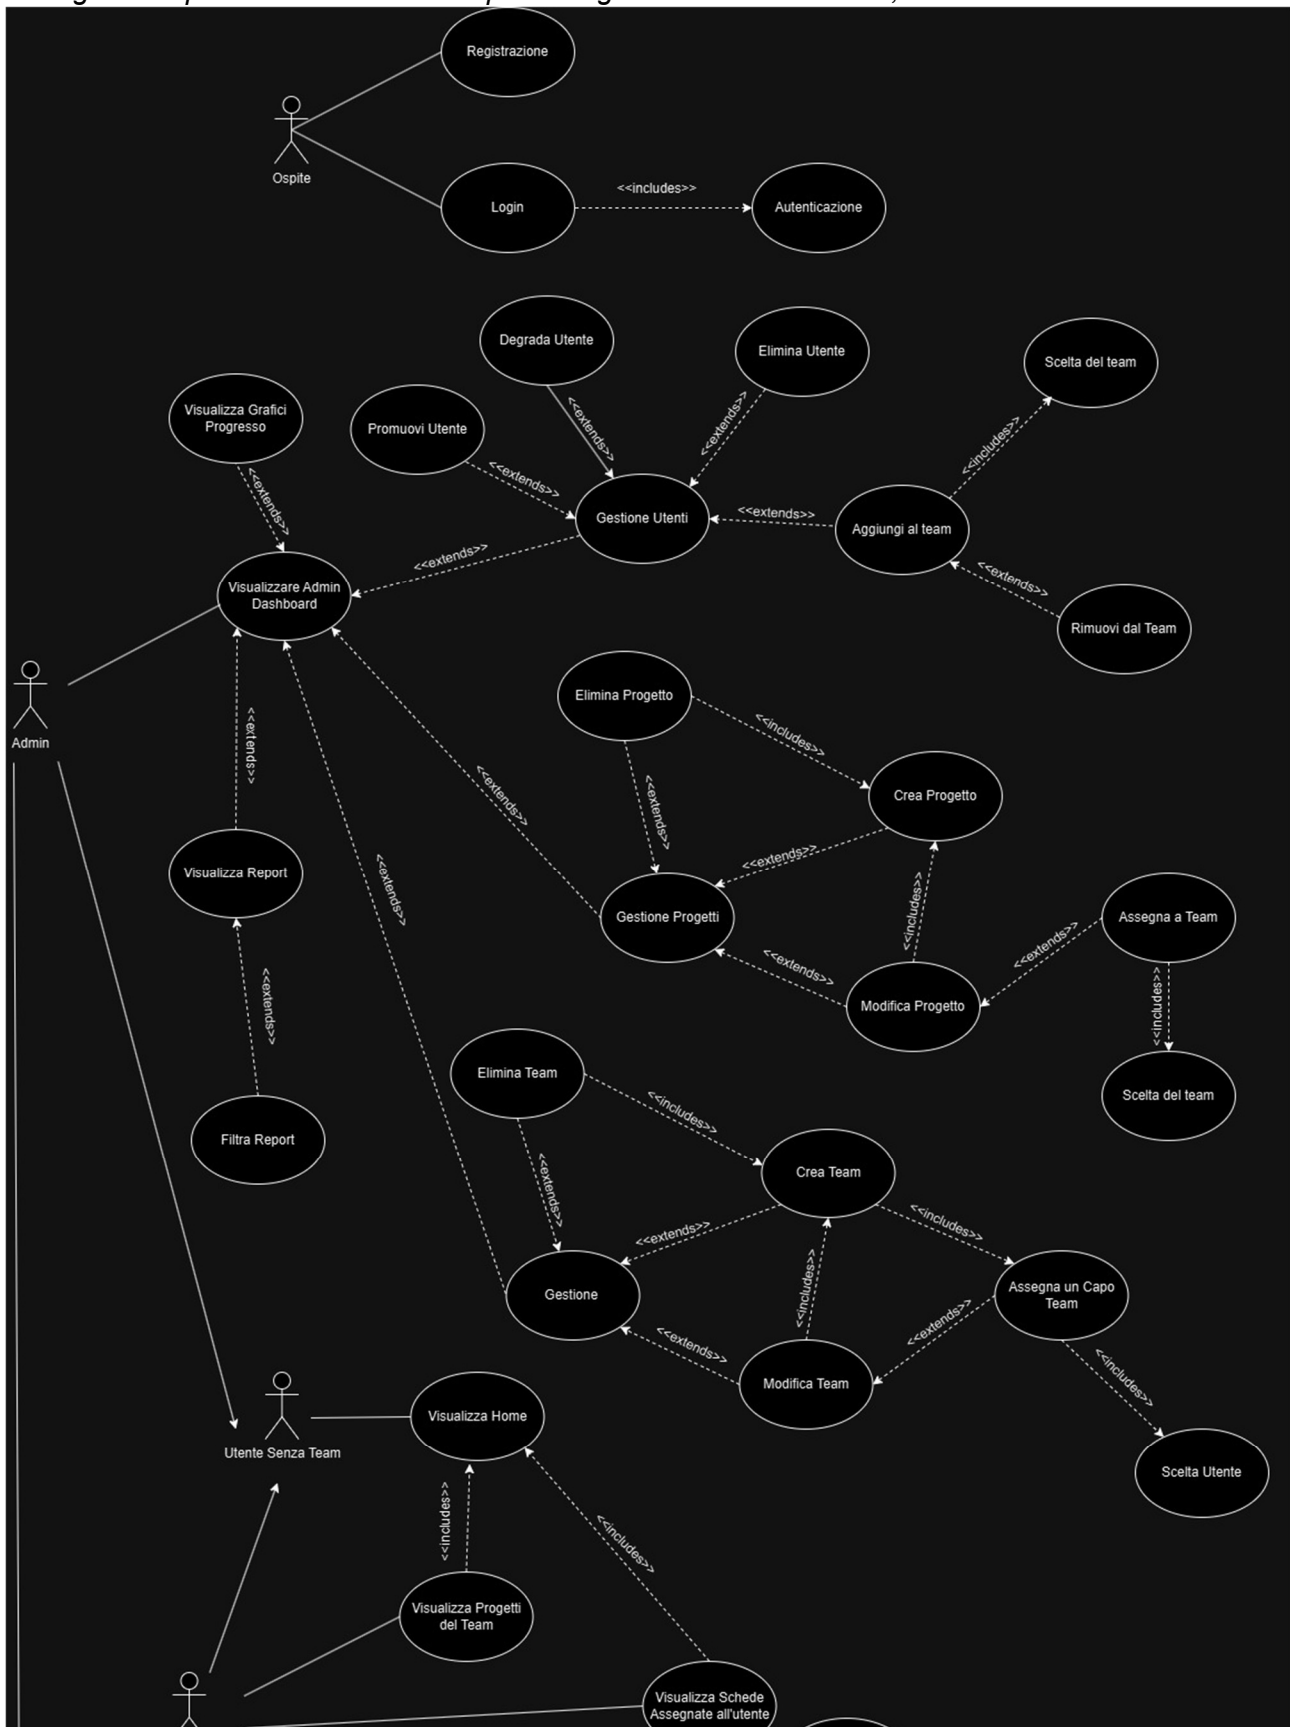 Registrazione
Ospite
Login
<<includes>>
Autenticazione
Degrada Utente
Elimina Utente
Scelta del team
Visualizza Grafici
Progresso
Promuovi Utente
<<extends>>
<<extends>>
<<includes>>
<<extends>>
<<extends>>
Gestione Utenti
<<extends>>
Aggiungi al team
<<extends>>
<<extends>>
Visualizzare Admin
Dashboard
Rimuovi dal Team
Admin
Elimina Progetto
<<includes>>
<<extends>>
<<extends>>
<<extends>>
Crea Progetto
<<extends>>
<<extends>>
Visualizza Report
Gestione Progetti
<<includes>>
Assegna a Team
<<extends>>
<<extends>>
<<extends>>
Modifica Progetto
<<includes>>
Elimina Team
Scelta del team
<<includes>>
Filtra Report
Crea Team
<<extends>>
<<extends>>
<<includes>>
Gestione
<<includes>>
Assegna un Capo
Team
<<extends>>
<<extends>>
Modifica Team
<<includes>>
Visualizza Home
Utente Senza Team
Scelta Utente
<<includes>>
<<includes>>
Visualizza Progetti
del Team
Visualizza Schede
Assegnate all'utente